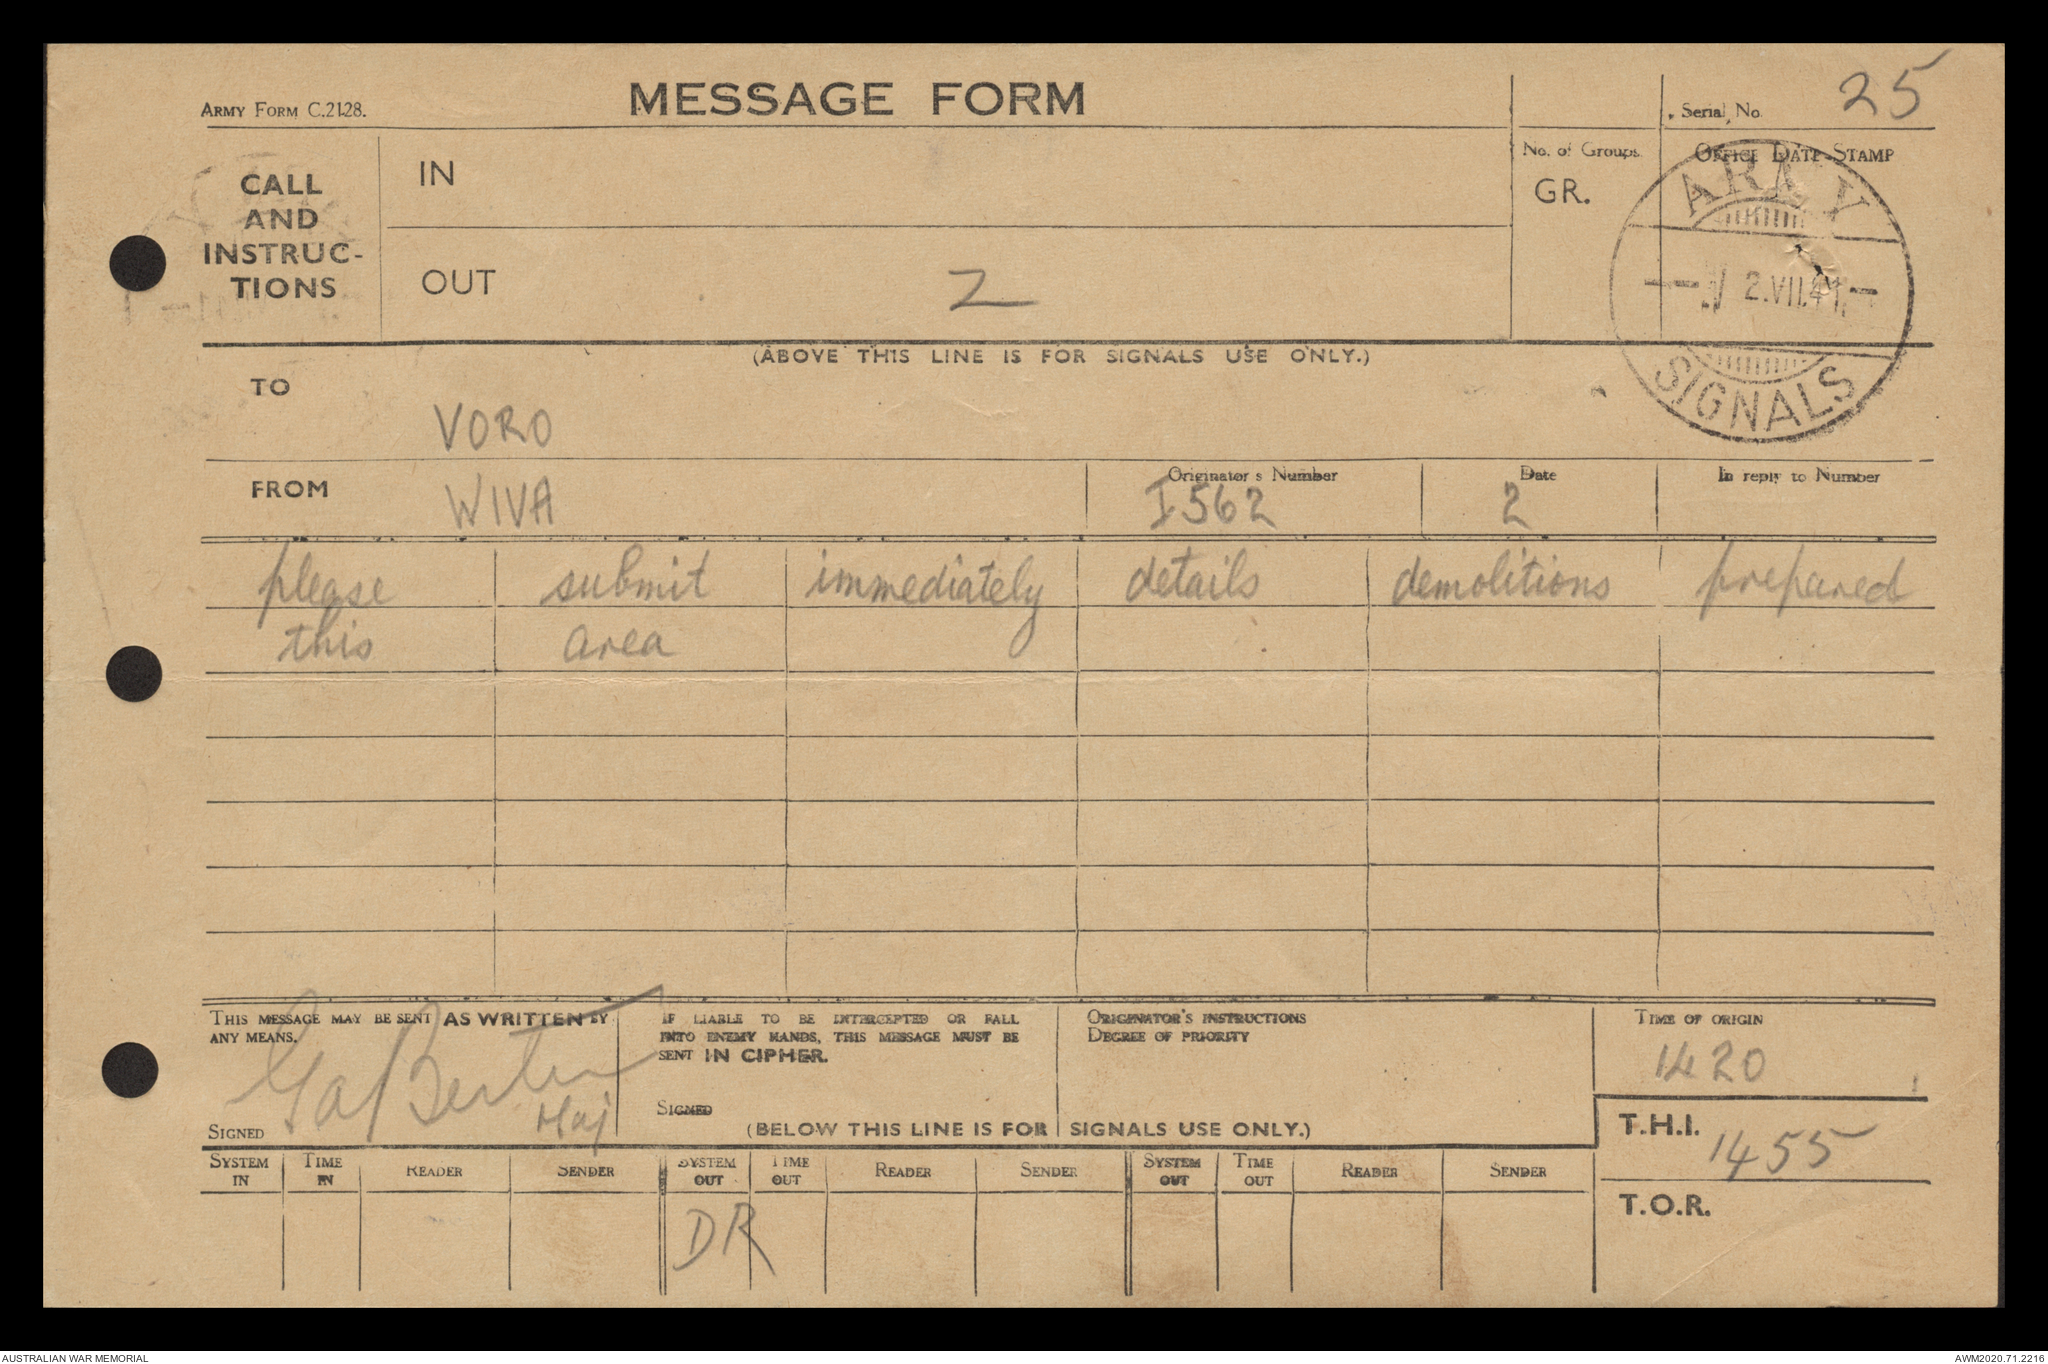 ARMY FORM C.2128.
MESSAGE FORM
Serial No. 25
CALL AND INSTRUC-TIONS
IN
No. of Groups
GR.
OFFICE DATE STAMP
ARMY
2.VII.41
SIGNALS
OUT
Z
(ABOVE THIS LINE IS FOR SIGNALS USE ONLY.)
TO
VORO
FROM WIVA
Originator's Number I562
Date 2
In reply to Number
please submit immediately details demolitions prepared
this area
THIS MESSAGE MAY BE SENT AS WRITTEN BY
ANY MEANS.
SIGNED
Maj
IF LIABLE TO BE INTERCEPTED OR FALL
INTO ENEMY HANDS, THIS MESSAGE MUST BE
SENT IN CIPHER.
SIGNED
ORIGINATOR'S INSTRUCTIONS
DEGREE OF PRIORITY
TIME OF ORIGIN
1420
(BELOW THIS LINE IS FOR SIGNALS USE ONLY.)
T.H.I. 1455
T.O.R.
SYSTEM IN TIME IN READER SENDER SYSTEM OUT TIME OUT READER SENDER SYSTEM OUT TIME OUT READER SENDER
DR
AUSTRALIAN WAR MEMORIAL
AWM2020.71.2216